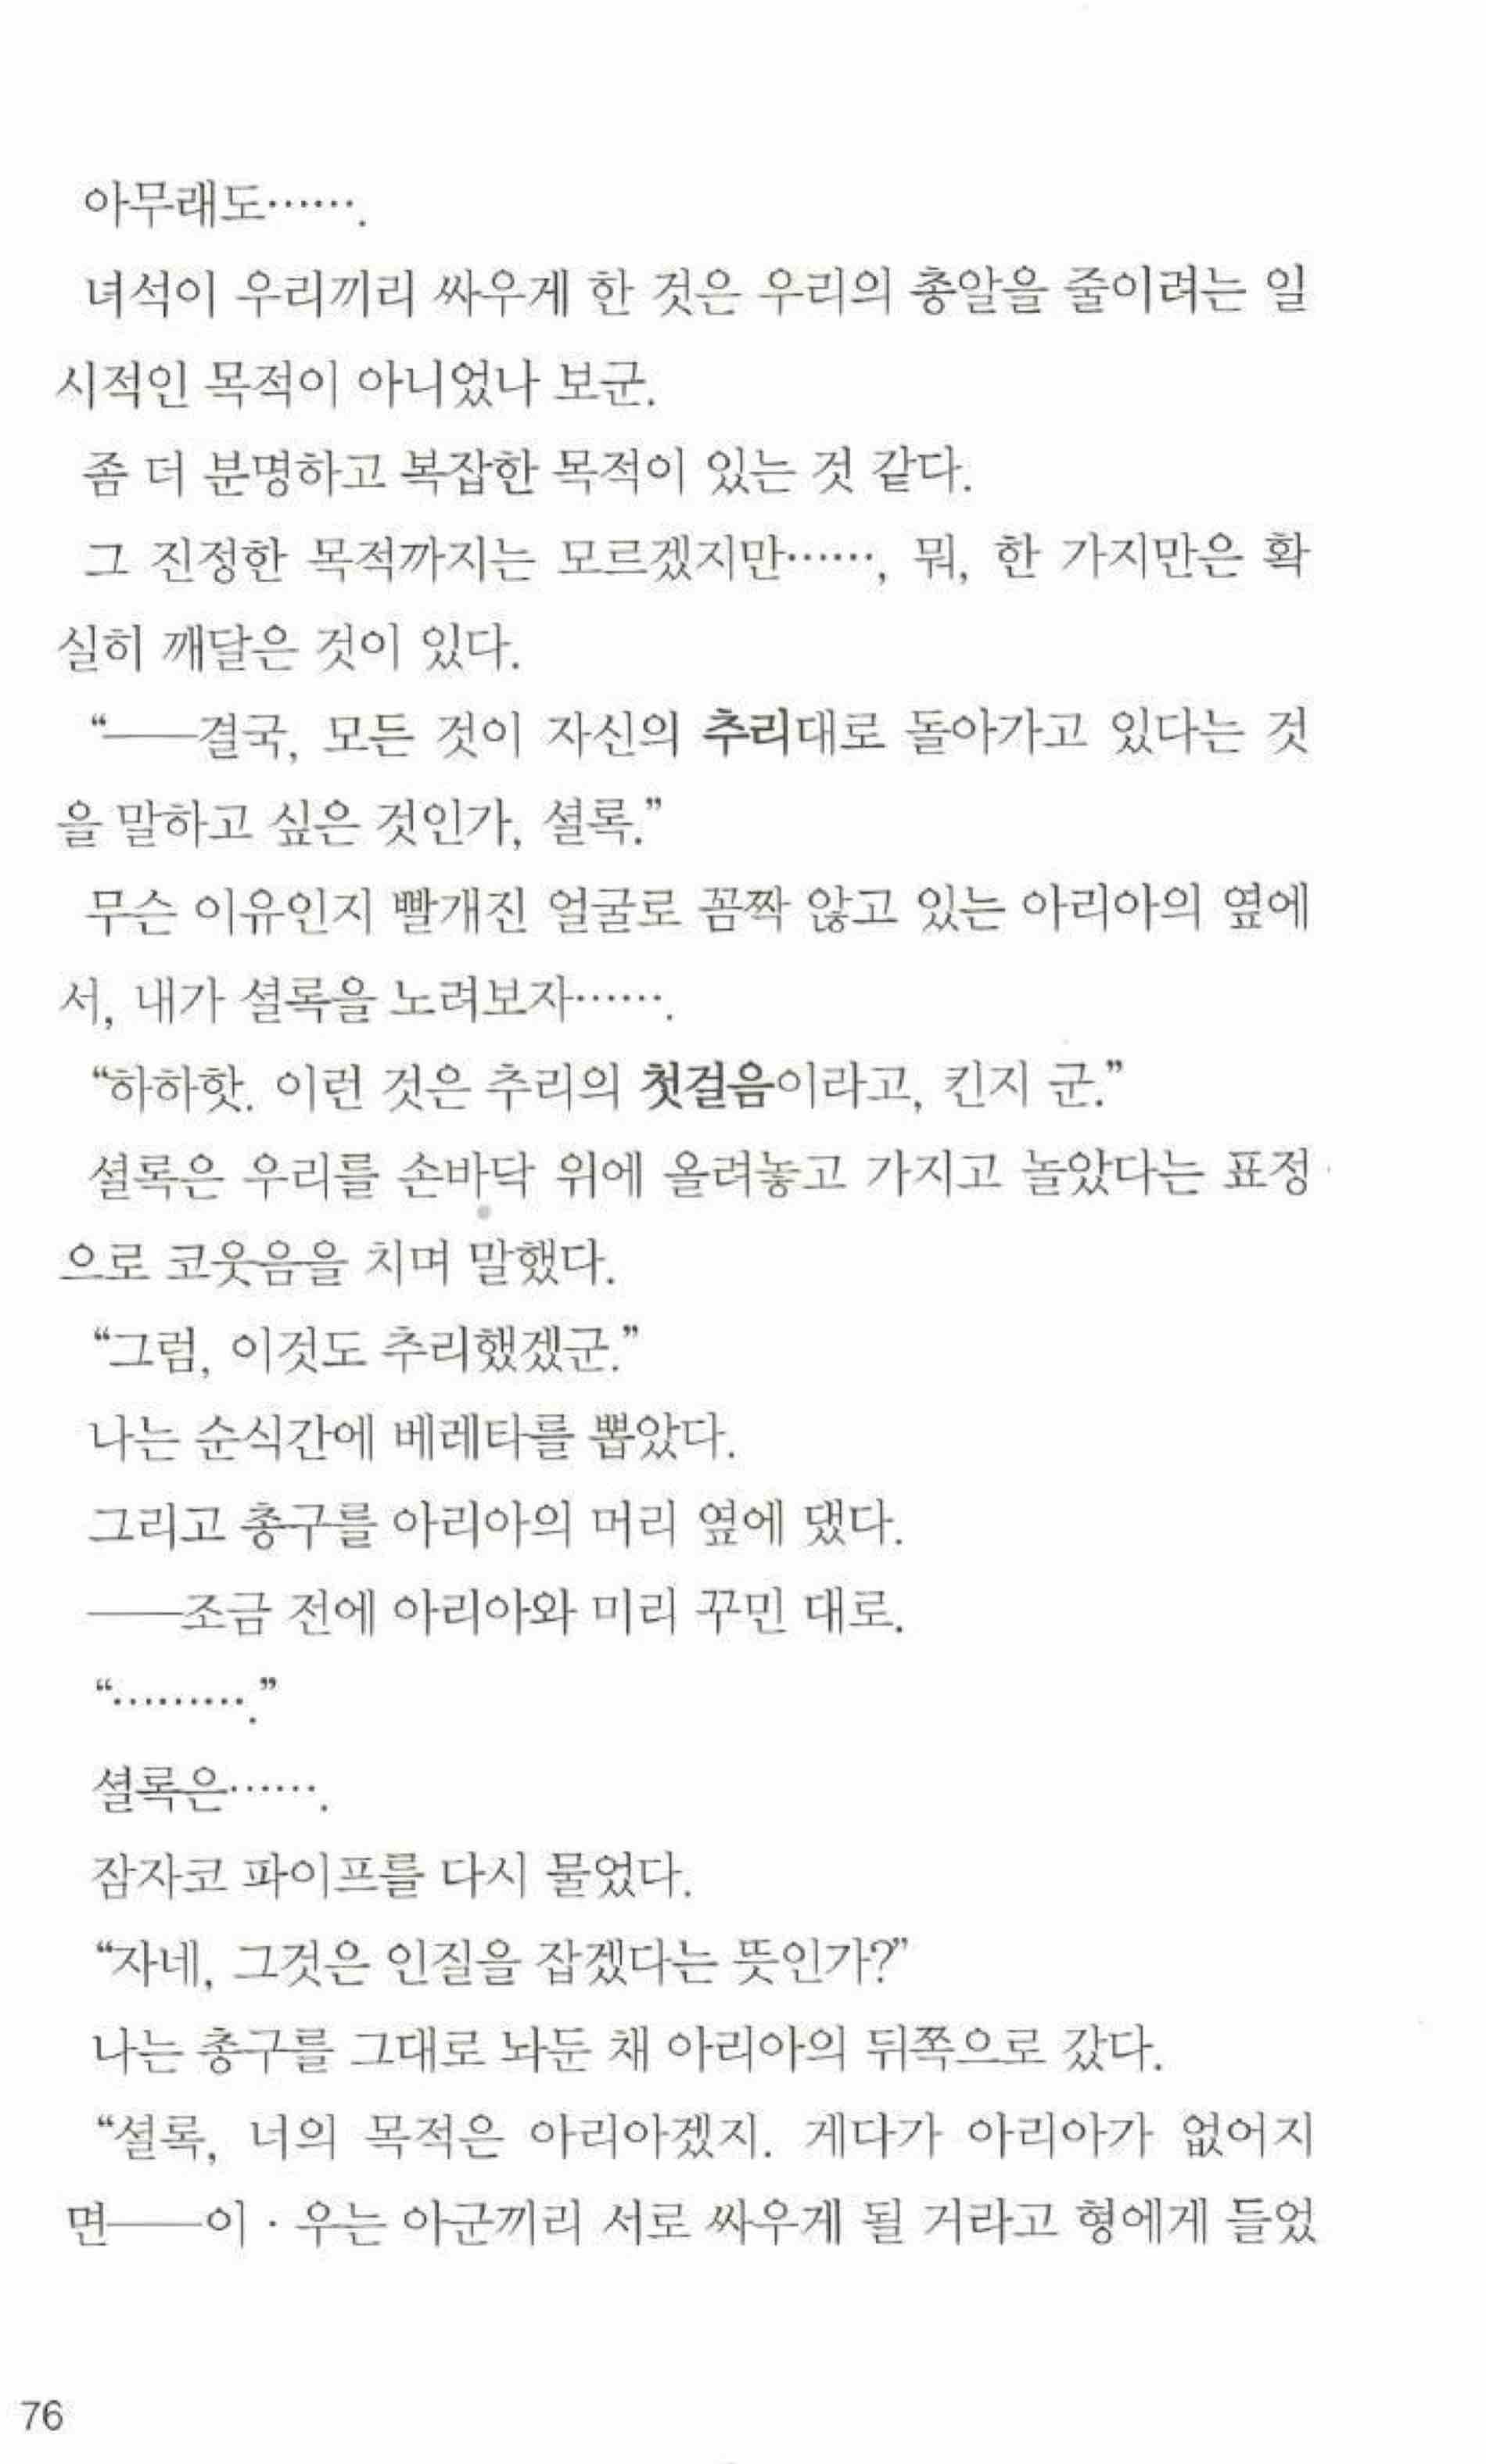 아무래도…….
녀석이 우리끼리 싸우게 한 것은 우리의 총알을 줄이려는 일
시적인 목적이 아니었나 보군.
좀 더 분명하고 복잡한 목적이 있는 것 같다.
그 진정한 목적까지는 모르겠지만……, 뭐, 한 가지만은 확
실히 깨달은 것이 있다.
“──결국, 모든 것이 자신의 추리대로 돌아가고 있다는 것
을 말하고 싶은 것인가, 셜록.”
무슨 이유인지 빨개진 얼굴로 꼼짝 않고 있는 아리아의 옆에
서, 내가 셜록을 노려보자…….
“하하핫. 이런 것은 추리의 첫걸음이라고, 킨지 군.”
셜록은 우리를 손바닥 위에 올려놓고 가지고 놀았다는 표정
으로 코웃음을 치며 말했다.
“그럼, 이것도 추리했겠군.”
나는 순식간에 베레타를 뽑았다.
그리고 총구를 아리아의 머리 옆에 댔다.
──조금 전에 아리아와 미리 꾸민 대로.
“……….”
셜록은…….
잠자코 파이프를 다시 물었다.
“자네, 그것은 인질을 잡겠다는 뜻인가?”
나는 총구를 그대로 놔둔 채 아리아의 뒤쪽으로 갔다.
“셜록, 너의 목적은 아리아겠지. 게다가 아리아가 없어지
면──이·우는 아군끼리 서로 싸우게 될 거라고 형에게 들었
76